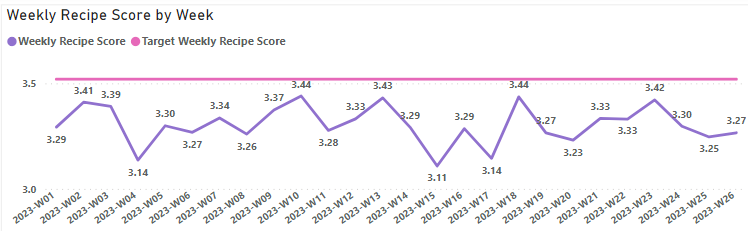 Weekly Recipe Score by Week
Weekly Recipe Score Target Weekly Recipe Score
3.5
3.0
3.29
3.41
3.39
3.14
3.30
3.27
3.34
3.26
3.37
3.44
3.28
3.33
3.43
3.29
3.11
3.29
3.14
3.44
3.27
3.23
3.33
3.33
3.42
3.30
3.25
3.27
2023-W01
2023-W02
2023-W03
2023-W04
2023-W05
2023-W06
2023-W07
2023-W08
2023-W09
2023-W10
2023-W11
2023-W12
2023-W13
2023-W14
2023-W15
2023-W16
2023-W17
2023-W18
2023-W19
2023-W20
2023-W21
2023-W22
2023-W23
2023-W24
2023-W25
2023-W26